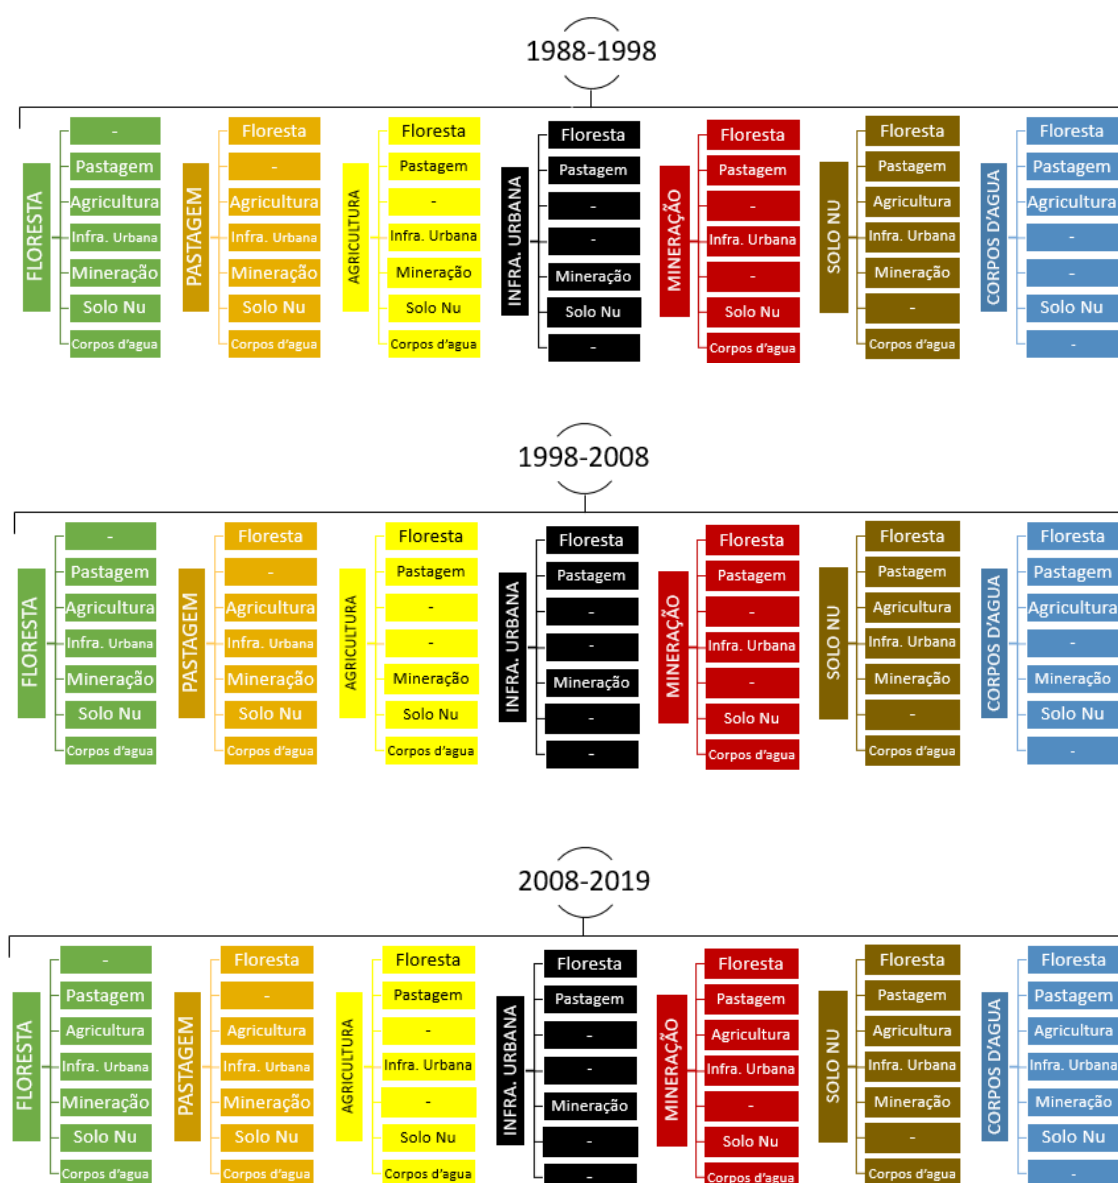 1988-1998
FLORESTA
-
Pastagem
Agricultura
Infra. Urbana
Mineração
Solo Nu
Corpos d'agua
PASTAGEM
Floresta
-
Agricultura
Infra. Urbana
Mineração
Solo Nu
Corpos d'agua
AGRICULTURA
Floresta
Pastagem
-
Infra. Urbana
Mineração
Solo Nu
Corpos d'agua
INFRA. URBANA
Floresta
Pastagem
-
-
Mineração
Solo Nu
-
MINERAÇÃO
Floresta
Pastagem
-
Infra. Urbana
-
Solo Nu
Corpos d'agua
SOLO NU
Floresta
Pastagem
Agricultura
Infra. Urbana
Mineração
-
Corpos d'agua
CORPOS D'AGUA
Floresta
Pastagem
Agricultura
-
-
Solo Nu
-
1998-2008
FLORESTA
-
Pastagem
Agricultura
Infra. Urbana
Mineração
Solo Nu
Corpos d'agua
PASTAGEM
Floresta
-
Agricultura
Infra. Urbana
Mineração
Solo Nu
Corpos d'agua
AGRICULTURA
Floresta
Pastagem
-
-
Mineração
Solo Nu
Corpos d'agua
INFRA. URBANA
Floresta
Pastagem
-
-
Mineração
-
-
MINERAÇÃO
Floresta
Pastagem
-
Infra. Urbana
-
Solo Nu
Corpos d'agua
SOLO NU
Floresta
Pastagem
Agricultura
Infra. Urbana
Mineração
-
Corpos d'agua
CORPOS D'AGUA
Floresta
Pastagem
Agricultura
-
Mineração
Solo Nu
-
2008-2019
FLORESTA
-
Pastagem
Agricultura
Infra. Urbana
Mineração
Solo Nu
Corpos d'agua
PASTAGEM
Floresta
-
Agricultura
Infra. Urbana
Mineração
Solo Nu
Corpos d'agua
AGRICULTURA
Floresta
Pastagem
-
Infra. Urbana
-
Solo Nu
Corpos d'agua
INFRA. URBANA
Floresta
Pastagem
-
-
Mineração
-
-
MINERAÇÃO
Floresta
Pastagem
Agricultura
Infra. Urbana
-
Solo Nu
Corpos d'agua
SOLO NU
Floresta
Pastagem
Agricultura
Infra. Urbana
Mineração
-
Corpos d'agua
CORPOS D'AGUA
Floresta
Pastagem
Agricultura
Infra. Urbana
Mineração
Solo Nu
-